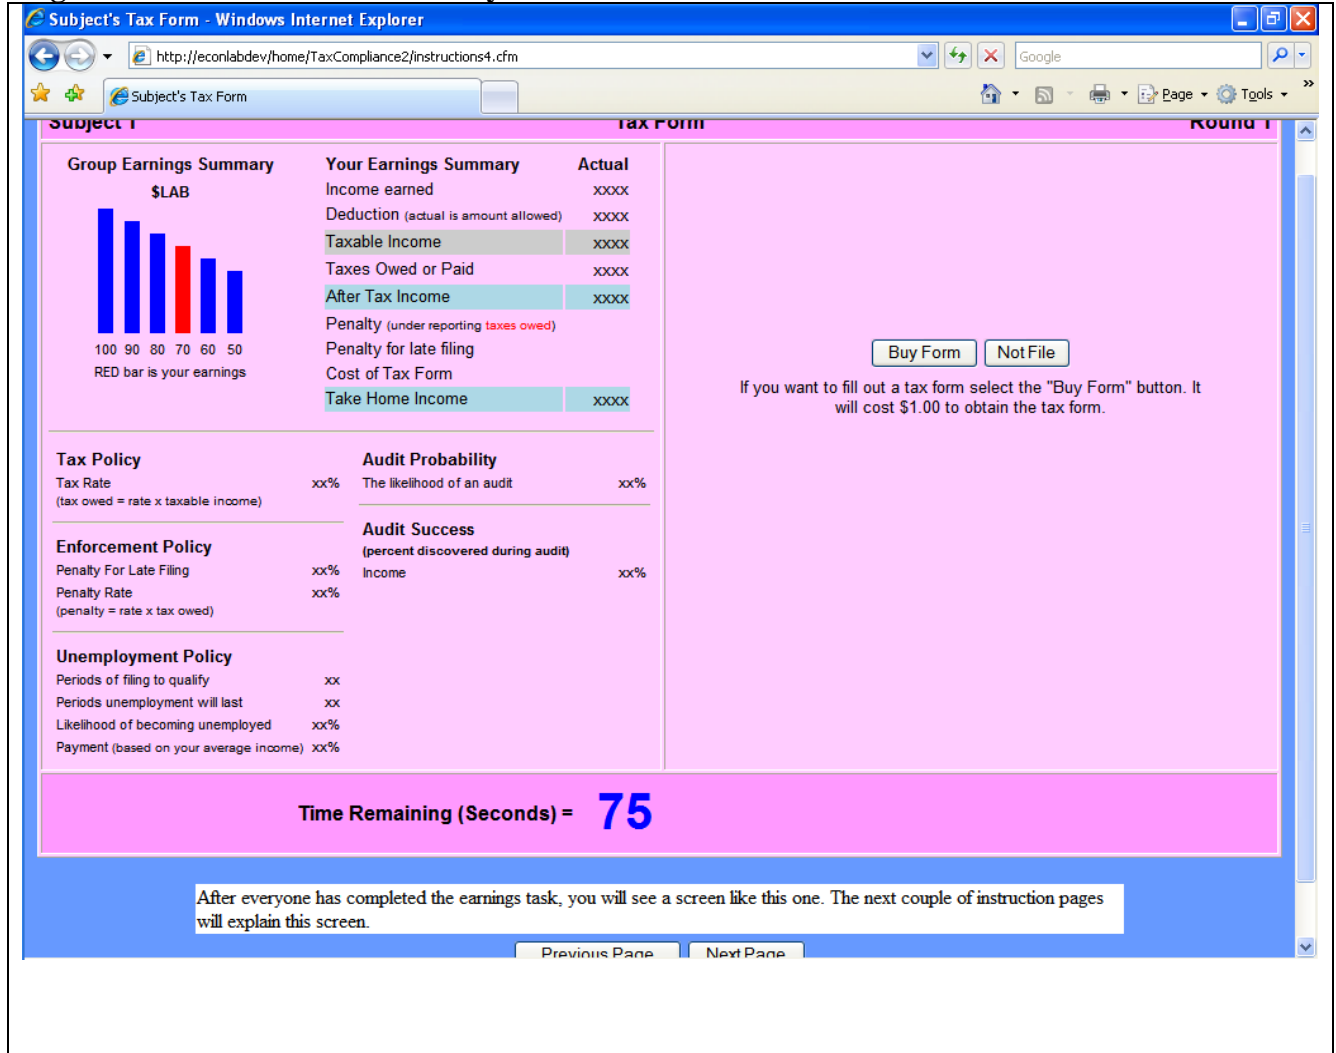 Subject's Tax Form - Windows Internet Explorer
http://econlabdev/home/TaxCompliance2/instructions4.cfm
Google
Subject's Tax Form
Page
Tools
»
Subject 1 Tax Form Round 1
Group Earnings Summary
$LAB
100 90 80 70 60 50
RED bar is your earnings
Your Earnings Summary Actual
Income earned xxxx
Deduction (actual is amount allowed) xxxx
Taxable Income xxxx
Taxes Owed or Paid xxxx
After Tax Income xxxx
Penalty (under reporting taxes owed)
Penalty for late filing
Cost of Tax Form
Take Home Income xxxx
Tax Policy
Tax Rate xx%
(tax owed = rate x taxable income)
Enforcement Policy
Penalty For Late Filing xx%
Penalty Rate xx%
(penalty = rate x tax owed)
Unemployment Policy
Periods of filing to qualify xx
Periods unemployment will last xx
Likelihood of becoming unemployed xx%
Payment (based on your average income) xx%
Audit Probability
The likelihood of an audit xx%
Audit Success
(percent discovered during audit)
Income xx%
Buy Form Not File
If you want to fill out a tax form select the "Buy Form" button. It
will cost $1.00 to obtain the tax form.
Time Remaining (Seconds) = 75
After everyone has completed the earnings task, you will see a screen like this one. The next couple of instruction pages
will explain this screen.
Previous Page Next Page